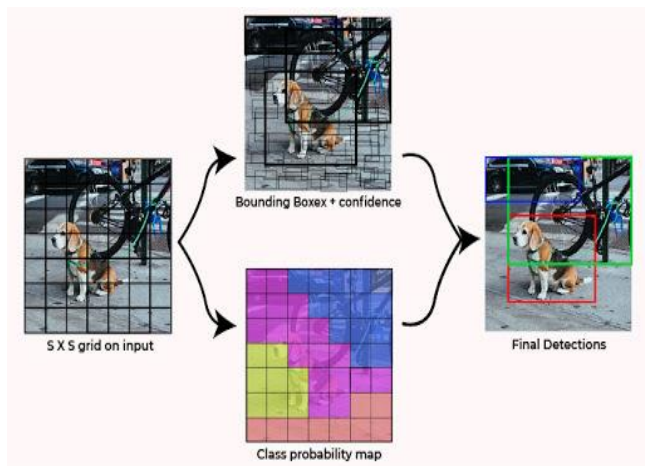 Bounding Boxex + confidence
S X S grid on input
Final Detections
Class probability map